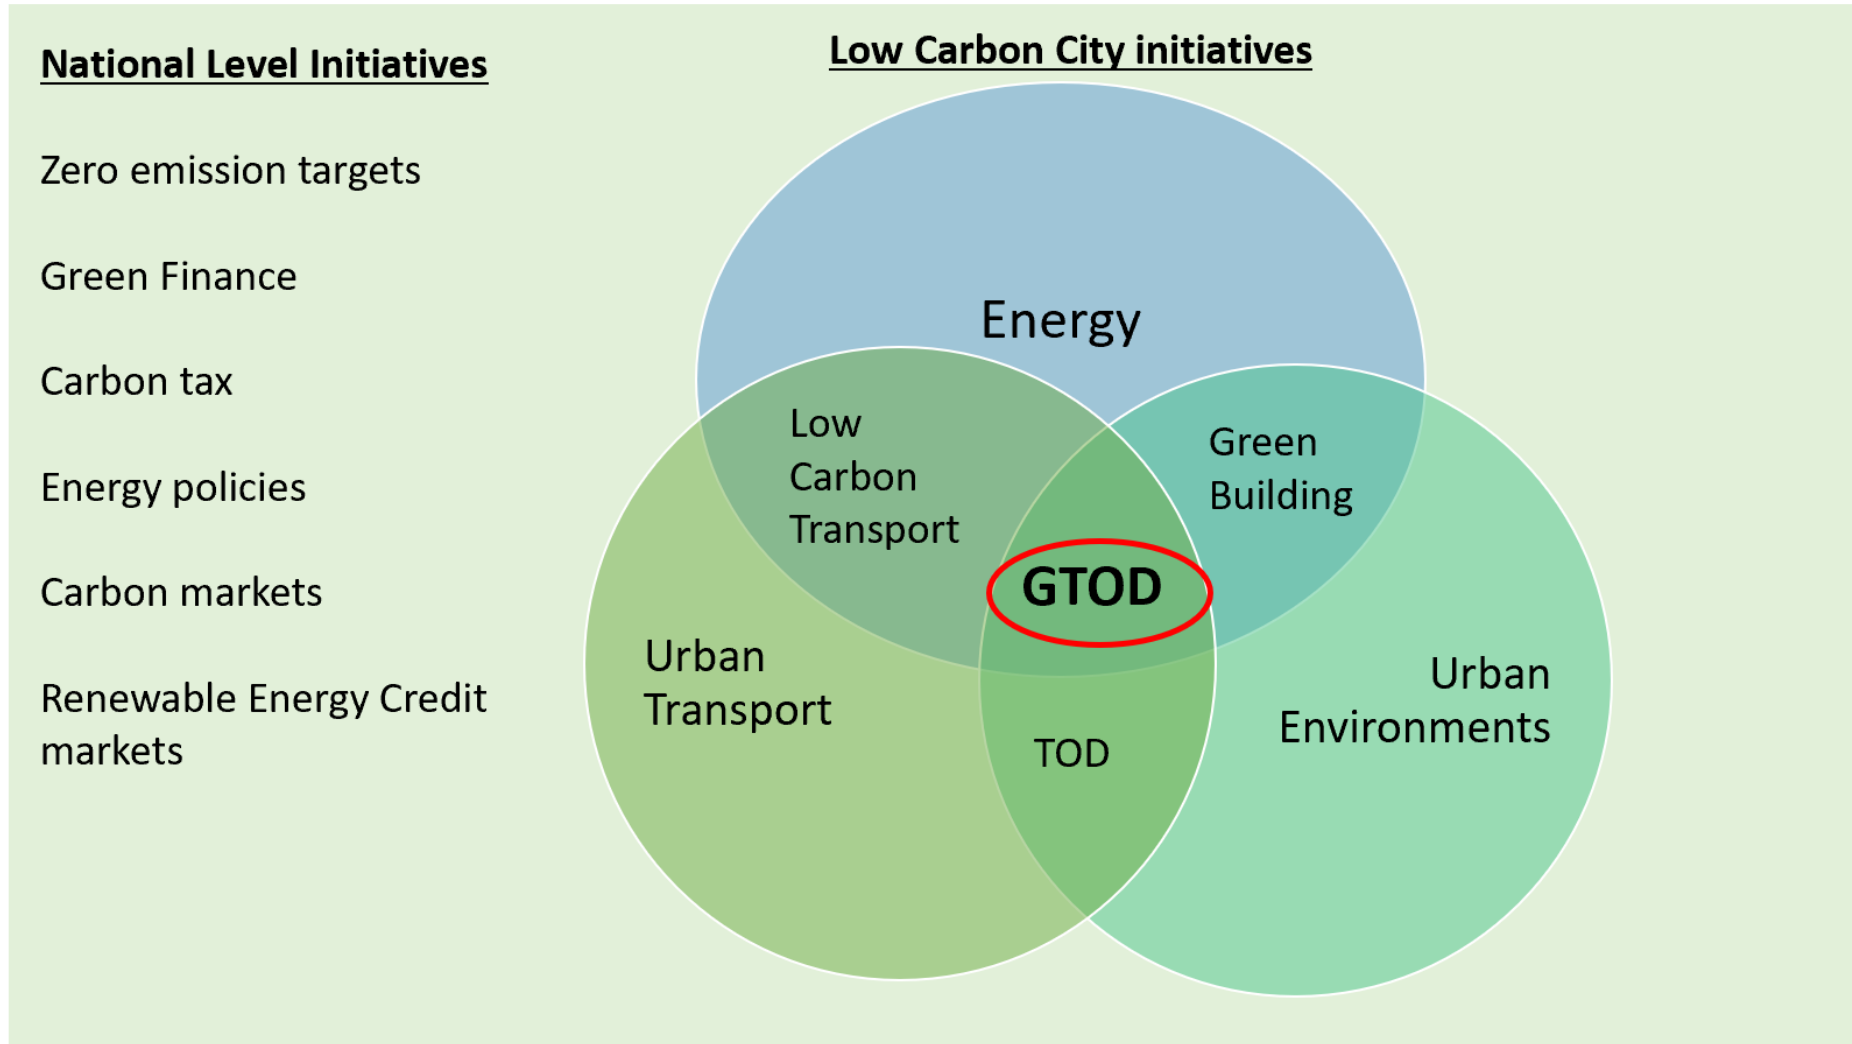 National Level Initiatives
Zero emission targets
Green Finance
Carbon tax
Energy policies
Carbon markets
Renewable Energy Credit
markets
Low Carbon City initiatives
Energy
Low
Carbon
Transport
Green
Building
GTOD
Urban
Transport
Urban
Environments
TOD